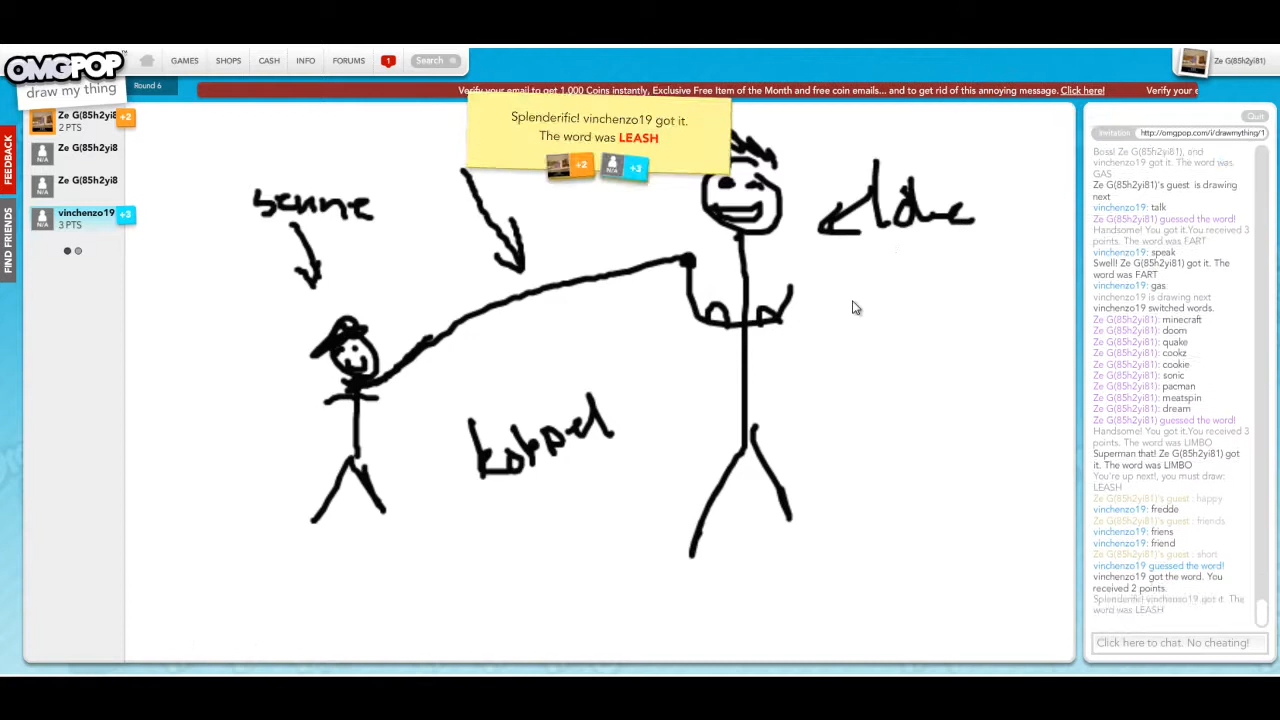 OMGPOP™
draw my thing
GAMES
SHOPS
CASH
INFO
FORUMS
1
Search
Ze G(85h2yi81)
Round 6
Verify your email to get 1,000 Coins instantly, Exclusive Free Item of the Month and free coin emails... and to get rid of this annoying message. Click here!
Verify your e
FEEDBACK
FIND FRIENDS
Ze G(85h2yi8
2 PTS
+2
N/A
Ze G(85h2yi8
N/A
Ze G(85h2yi8
N/A
vinchenzo19
3 PTS
+3
Splenderific! vinchenzo19 got it.
The word was LEASH
+2
N/A
+3
senne
koppel
Quit
Invitation
http://omgpop.com/i/drawmything/1
Boss! Ze G(85h2yi81), and
vinchenzo19 got it. The word was
GAS
Ze G(85h2yi81)'s guest is drawing
next
vinchenzo19: talk
Ze G(85h2yi81) guessed the word!
Handsome! You got it.You received 3
points. The word was FART
vinchenzo19: speak
Swell! Ze G(85h2yi81) got it. The
word was FART
vinchenzo19: gas
vinchenzo19 is drawing next
vinchenzo19 switched words.
Ze G(85h2yi81): minecraft
Ze G(85h2yi81): doom
Ze G(85h2yi81): quake
Ze G(85h2yi81): cookz
Ze G(85h2yi81): cookie
Ze G(85h2yi81): sonic
Ze G(85h2yi81): pacman
Ze G(85h2yi81): meatspin
Ze G(85h2yi81): dream
Ze G(85h2yi81) guessed the word!
Handsome! You got it.You received 3
points. The word was LIMBO
Superman that! Ze G(85h2yi81) got
it. The word was LIMBO
You're up next!, you must draw:
LEASH
Ze G(85h2yi81)'s guest : happy
vinchenzo19: fredde
Ze G(85h2yi81)'s guest : friends
vinchenzo19: friens
vinchenzo19: friend
Ze G(85h2yi81)'s guest : short
vinchenzo19 guessed the word!
vinchenzo19 got the word. You
received 2 points.
Splenderific! vinchenzo19 got it. The
word was LEASH
Click here to chat. No cheating!